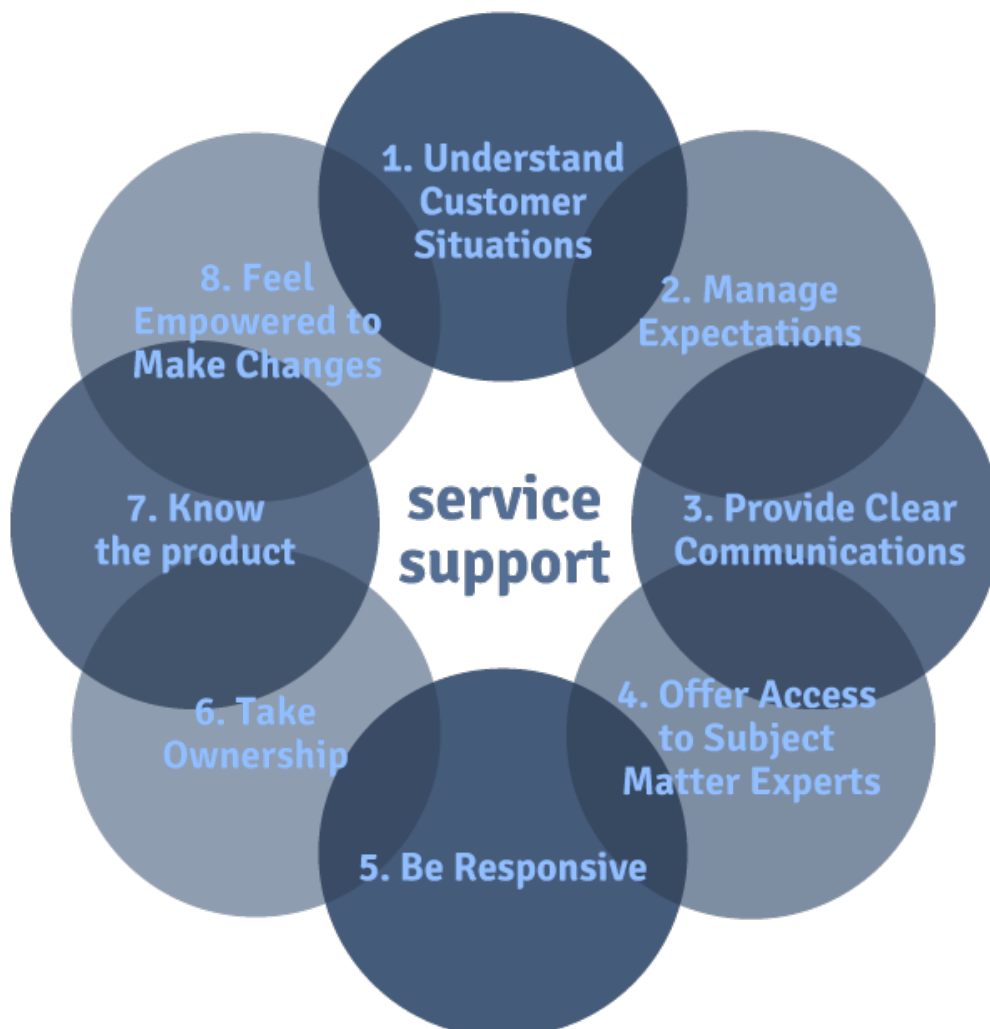 1. Understand
Customer
Situations
2. Manage
Expectations
3. Provide Clear
Communications
4. Offer Access
to Subject
Matter Experts
5. Be Responsive
6. Take
Ownership
7. Know
the product
8. Feel
Empowered to
Make Changes
service
support